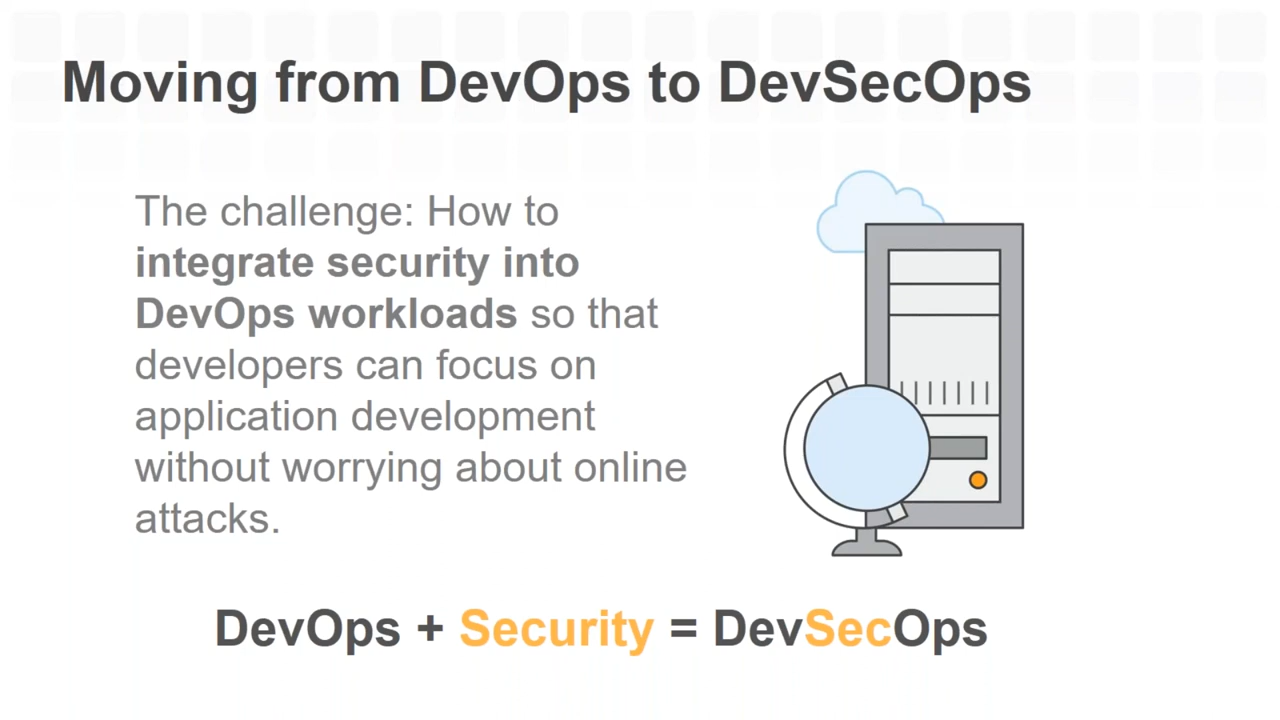 Moving from DevOps to DevSecOps
The challenge: How to
integrate security into
DevOps workloads so that
developers can focus on
application development
without worrying about online
attacks.
DevOps + Security = DevSecOps